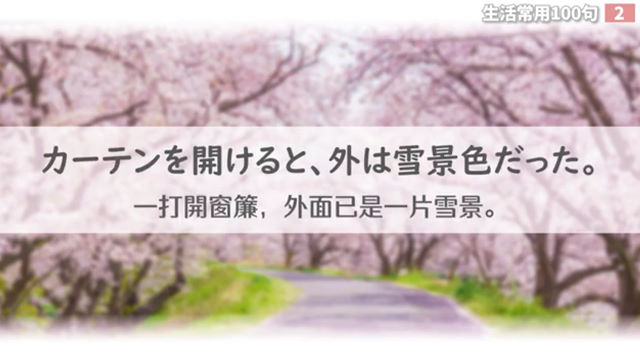 生活常用100句 2
カーテンを開けると、外は雪景色だった。
一打開窗簾，外面已是一片雪景。